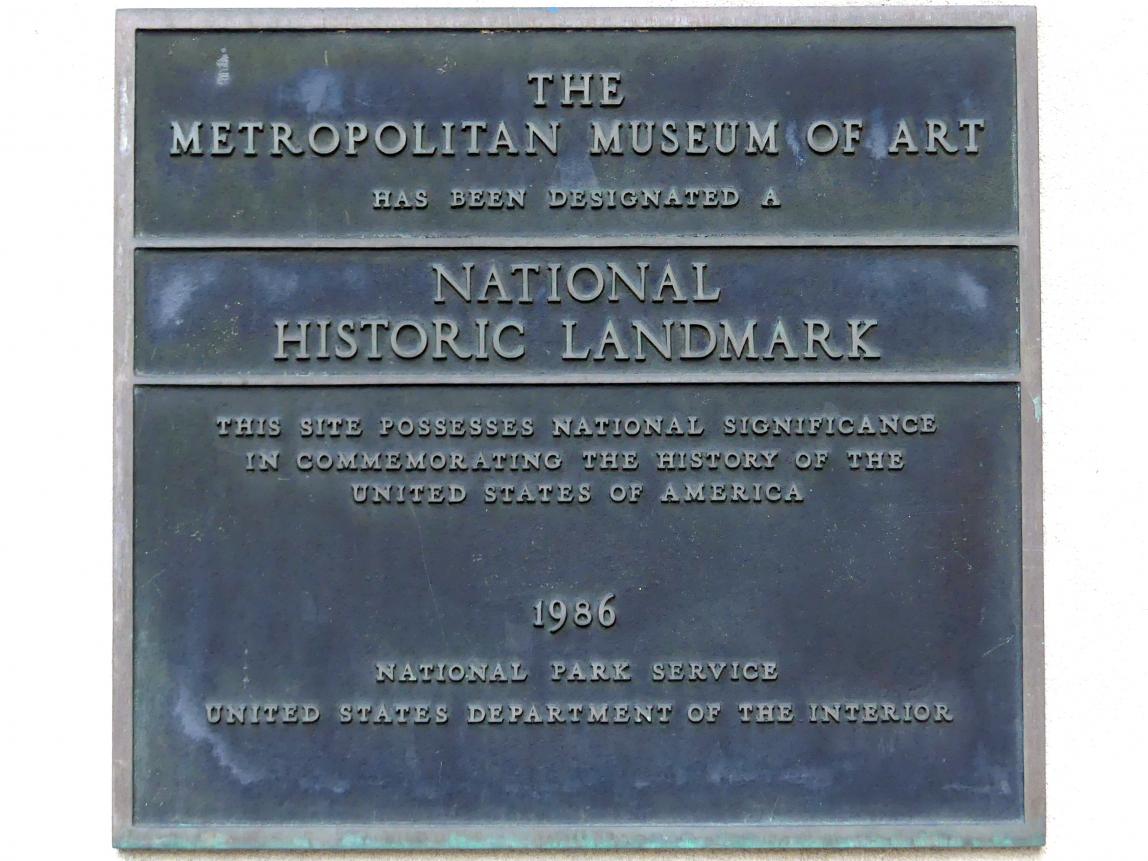 THE
METROPOLITAN MUSEUM OF ART
HAS BEEN DESIGNATED A
NATIONAL
HISTORIC LANDMARK
THIS SITE POSSESSES NATIONAL SIGNIFICANCE
IN COMMEMORATING THE HISTORY OF THE
UNITED STATES OF AMERICA
1986
NATIONAL PARK SERVICE
UNITED STATES DEPARTMENT OF THE INTERIOR